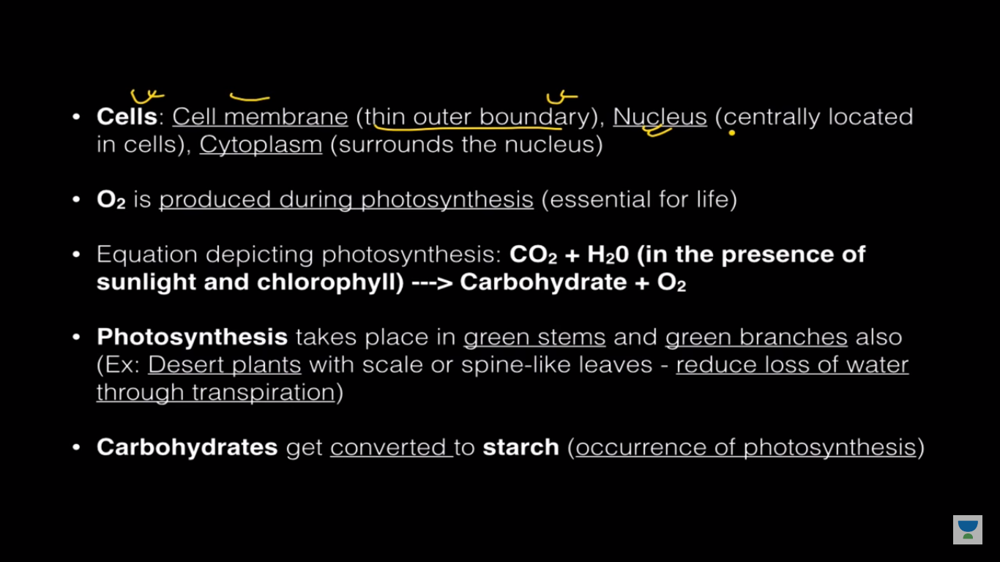 • Cells: Cell membrane (thin outer boundary), Nucleus (centrally located
in cells), Cytoplasm (surrounds the nucleus)
• O₂ is produced during photosynthesis (essential for life)
• Equation depicting photosynthesis: CO₂ + H₂0 (in the presence of
sunlight and chlorophyll) ---> Carbohydrate + O₂
• Photosynthesis takes place in green stems and green branches also
(Ex: Desert plants with scale or spine-like leaves - reduce loss of water
through transpiration)
• Carbohydrates get converted to starch (occurrence of photosynthesis)